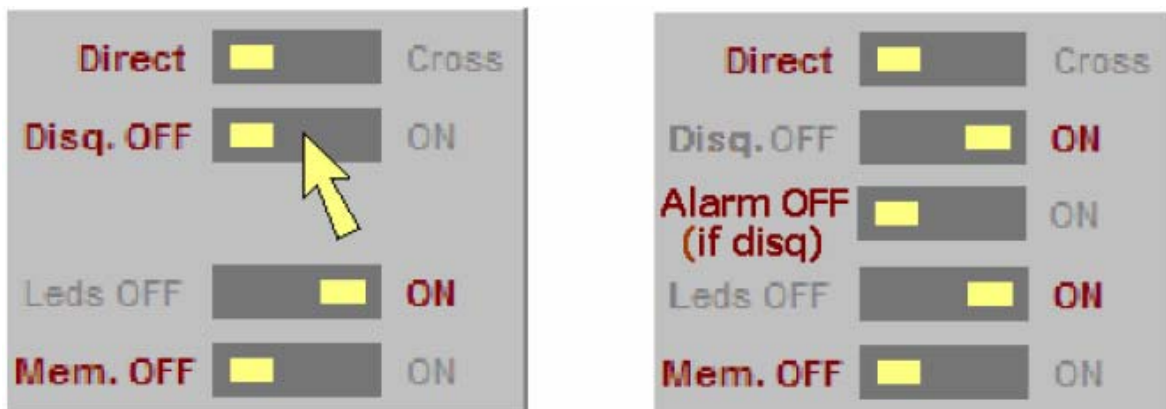 Direct Cross
Disq. OFF ON
Leds OFF ON
Mem. OFF ON
Direct Cross
Disq. OFF ON
Alarm OFF
(if disq) ON
Leds OFF ON
Mem. OFF ON